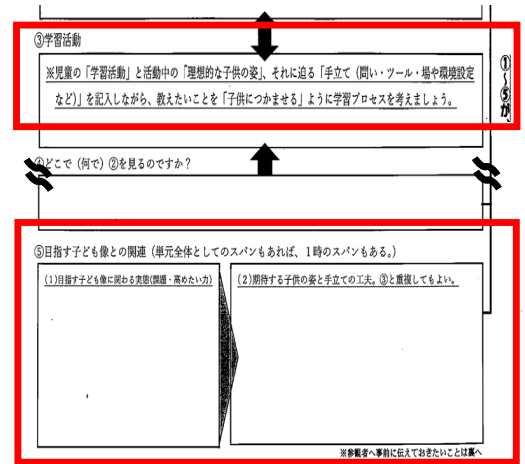 ③学習活動
※児童の「学習活動」と活動中の「理想的な子供の姿」、それに迫る「手立て（問い・ツール・場や環境設定
など）」を記入しながら、教えたいことを「子供につかませる」ように学習プロセスを考えましょう。
①～⑤が
④どこで（何で）②を見るのですか？
⑤目指す子ども像との関連（単元全体としてのスパンもあれば、１時のスパンもある。）
(1)目指す子ども像に関わる実態(課題・高めたい力)
(2)期待する子供の姿と手立ての工夫。③と重複してもよい。
※参観者へ事前に伝えておきたいことは裏へ